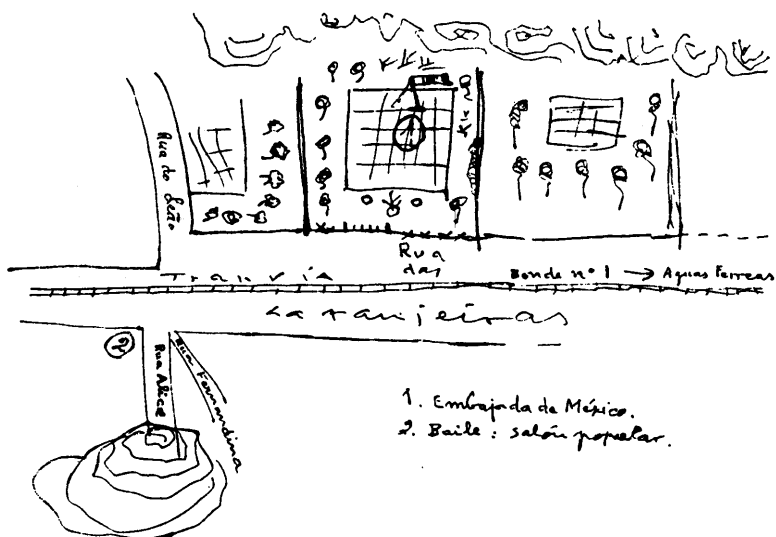 Rua do Leão
Rua
das
Tranvía
Bonde nº 1 → Aguas Ferreas
Laranjeiras
2
Rua Alice
Rua Fernandina
1. Embajada de México.
2. Baile: salón popular.